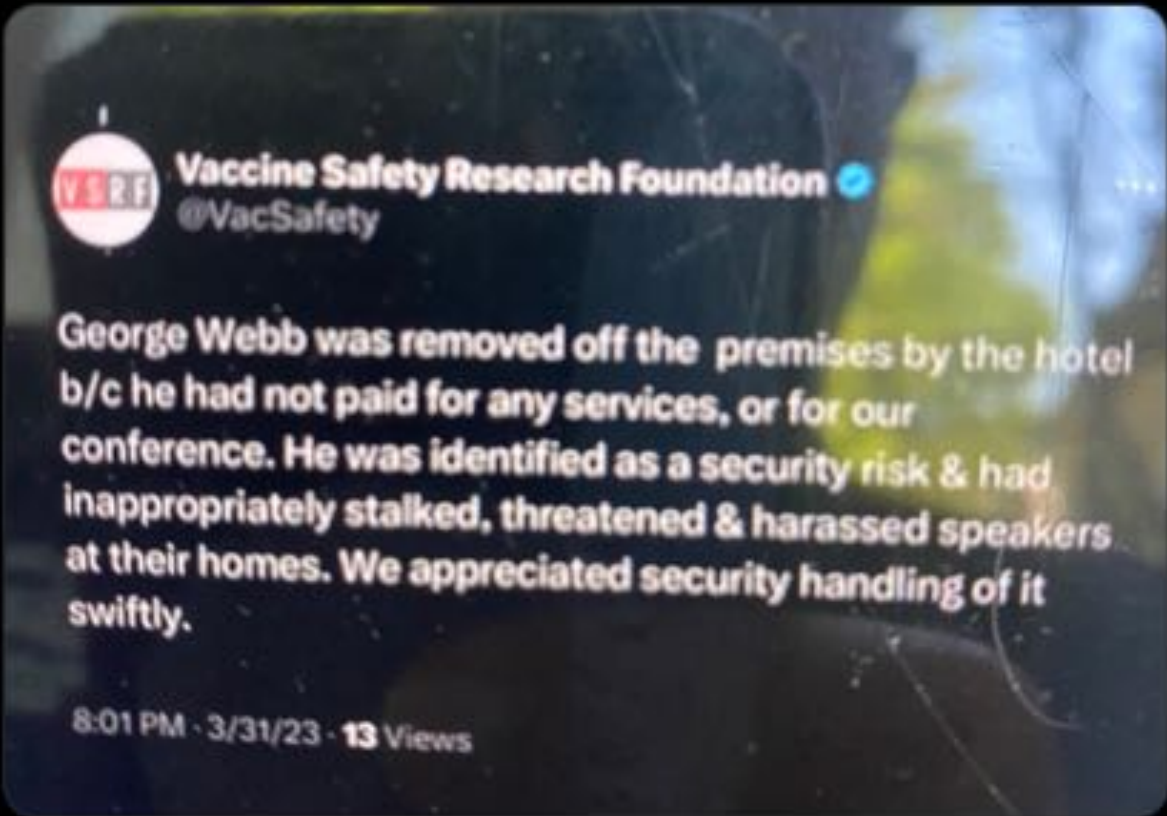 VSRF
Vaccine Safety Research Foundation
@VacSafety
George Webb was removed off the premises by the hotel
b/c he had not paid for any services, or for our
conference. He was identified as a security risk & had
inappropriately stalked, threatened & harassed speakers
at their homes. We appreciated security handling of it
swiftly.
8:01 PM · 3/31/23 · 13 Views